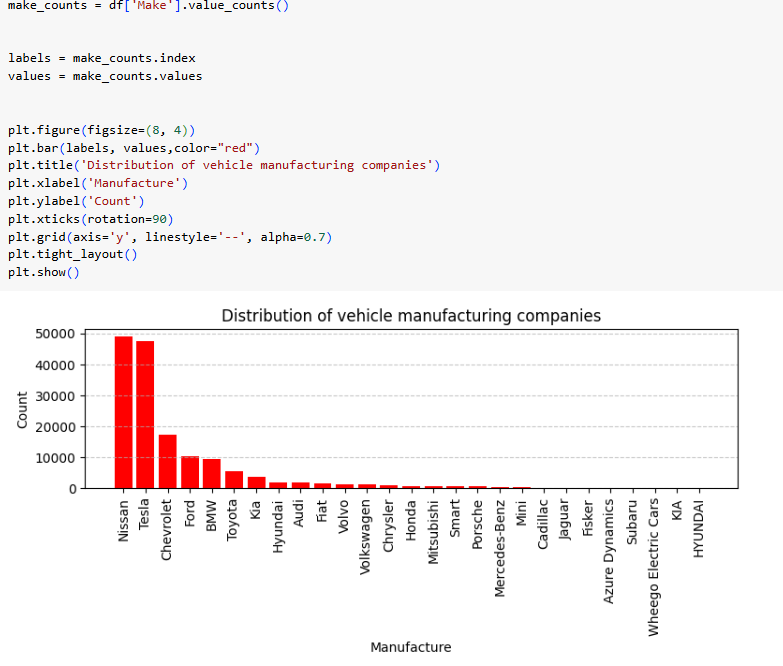 make_counts = df['Make'].value_counts()
labels = make_counts.index
values = make_counts.values
plt.figure(figsize=(8, 4))
plt.bar(labels, values,color="red")
plt.title('Distribution of vehicle manufacturing companies')
plt.xlabel('Manufacture')
plt.ylabel('Count')
plt.xticks(rotation=90)
plt.grid(axis='y', linestyle='--', alpha=0.7)
plt.tight_layout()
plt.show()
Distribution of vehicle manufacturing companies
50000
40000
30000
20000
10000
0
Count
Nissan
Tesla
Chevrolet
Ford
BMW
Toyota
Kia
Hyundai
Audi
Fiat
Volvo
Volkswagen
Chrysler
Honda
Mitsubishi
Smart
Porsche
Mercedes-Benz
Mini
Cadillac
Jaguar
Fisker
Azure Dynamics
Subaru
Wheego Electric Cars
KIA
HYUNDAI
Manufacture